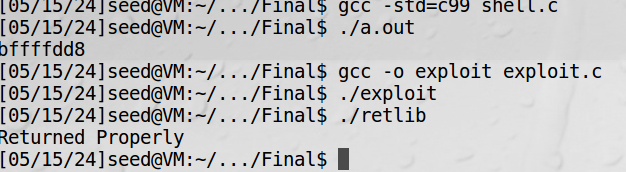 [05/15/24]seed@VM:~/.../Final$ gcc -std=c99 shell.c
[05/15/24]seed@VM:~/.../Final$ ./a.out
bffffdd8
[05/15/24]seed@VM:~/.../Final$ gcc -o exploit exploit.c
[05/15/24]seed@VM:~/.../Final$ ./exploit
[05/15/24]seed@VM:~/.../Final$ ./retlib
Returned Properly
[05/15/24]seed@VM:~/.../Final$